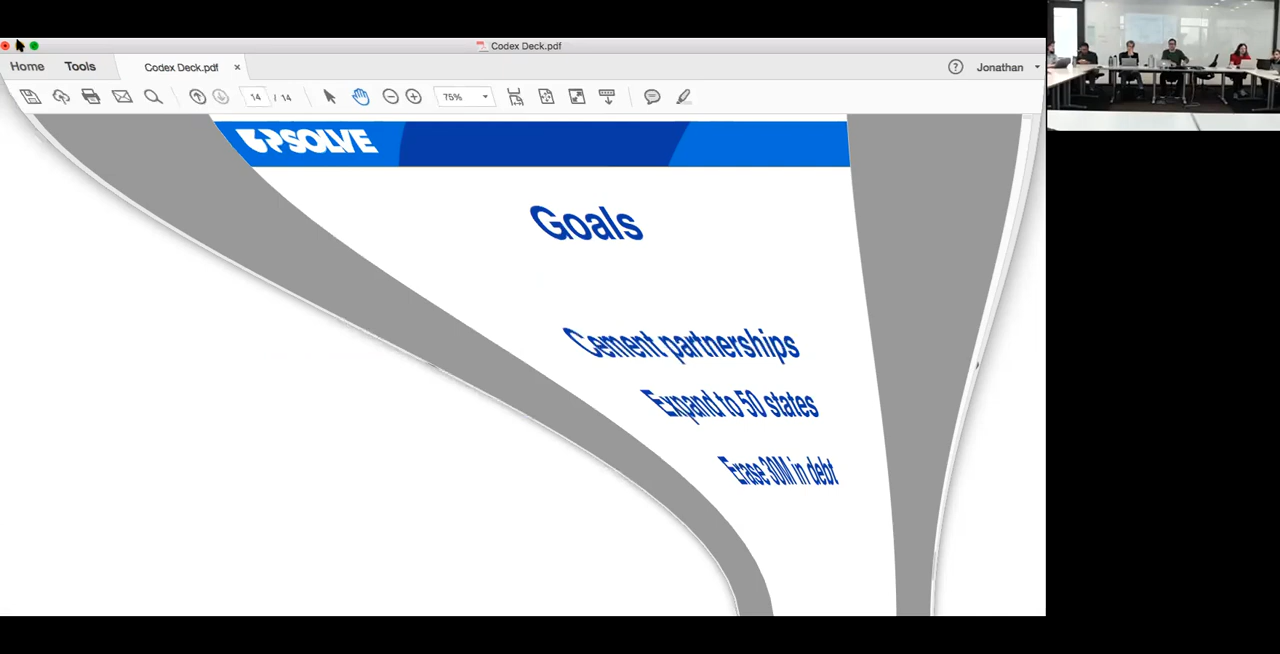 Codex Deck.pdf
Home Tools Codex Deck.pdf × ? Jonathan
14 / 14 75%
UPSOLVE
Goals
Cement partnerships
Expand to 50 states
Erase 30M in debt